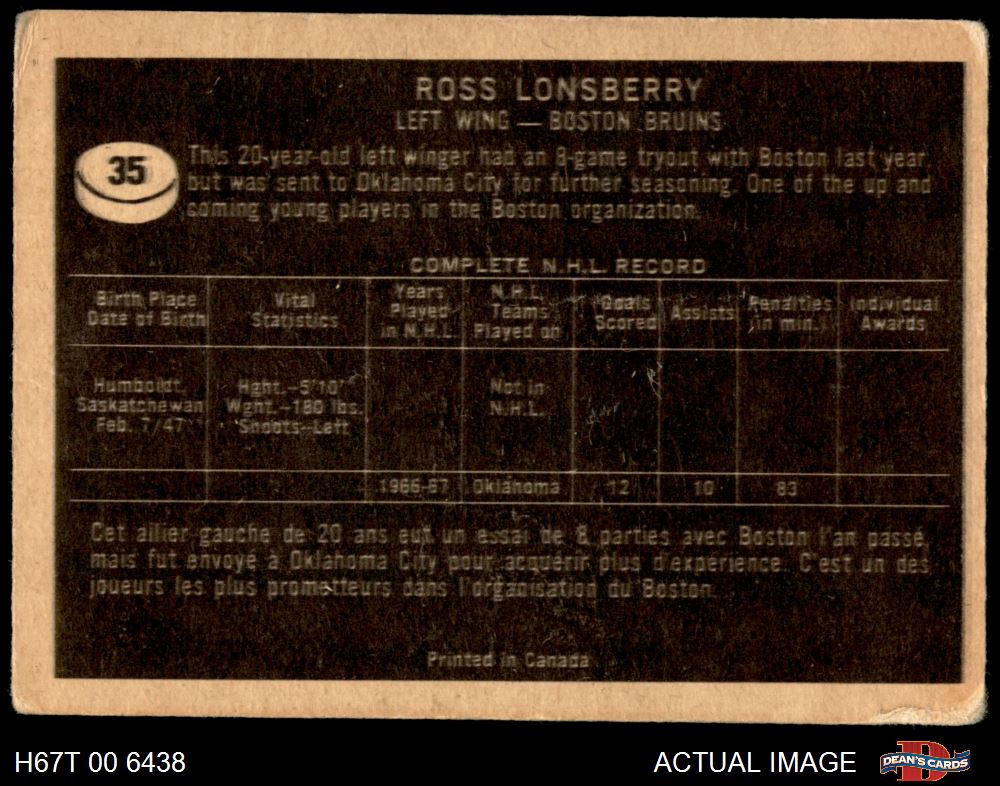 ROSS LONSBERRY
LEFT WING — BOSTON BRUINS
35
This 20-year-old left winger had an 8-game tryout with Boston last year,
but was sent to Oklahoma City for further seasoning. One of the up and
coming young players in the Boston organization.
COMPLETE N.H.L. RECORD
Birth Place
Date of Birth
Vital
Statistics
Years
Played
in N.H.L.
N.H.L.
Teams
Played on
Goals
Scored
Assists
Penalties
(in min.)
Individual
Awards
Humboldt,
Saskatchewan
Feb. 7/47
Hght.-5'10"
Wght.-180 lbs.
Shoots-Left
Not in
N.H.L.
1966-67 Oklahoma 12 10 83
Cet ailier gauche de 20 ans eut un essai de 8 parties avec Boston l'an passé,
mais fut envoyé à Oklahoma City pour acquérir plus d'expérience. C'est un des
joueurs les plus prometteurs dans l'organisation du Boston.
Printed in Canada
H67T 00 6438
ACTUAL IMAGE
D
DEAN'S CARDS